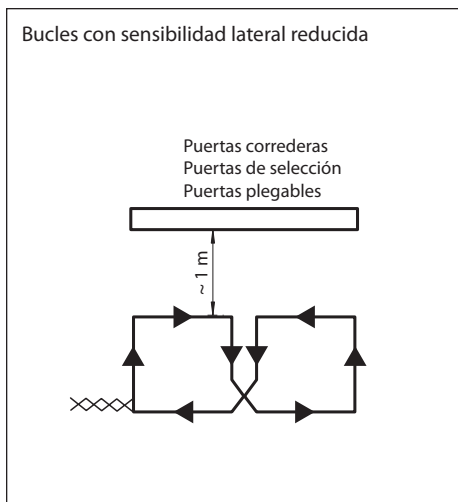 Bucles con sensibilidad lateral reducida
Puertas correderas
Puertas de selección
Puertas plegables
~ 1 m